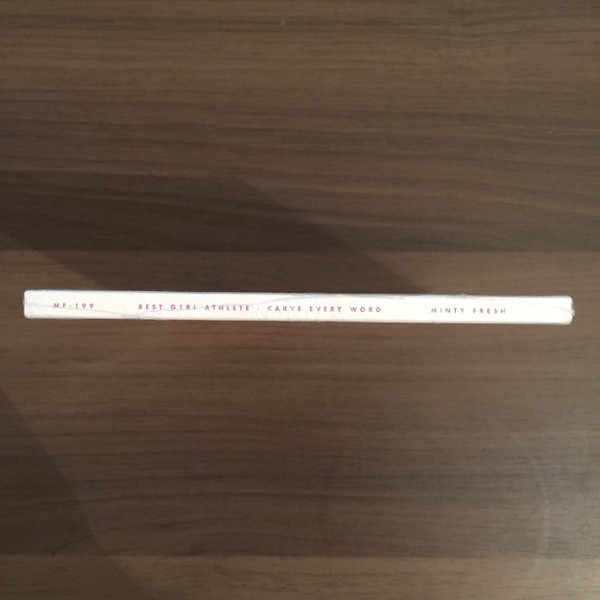 MF-199 BEST GIRL ATHLETE · CARVE EVERY WORD MINTY FRESH